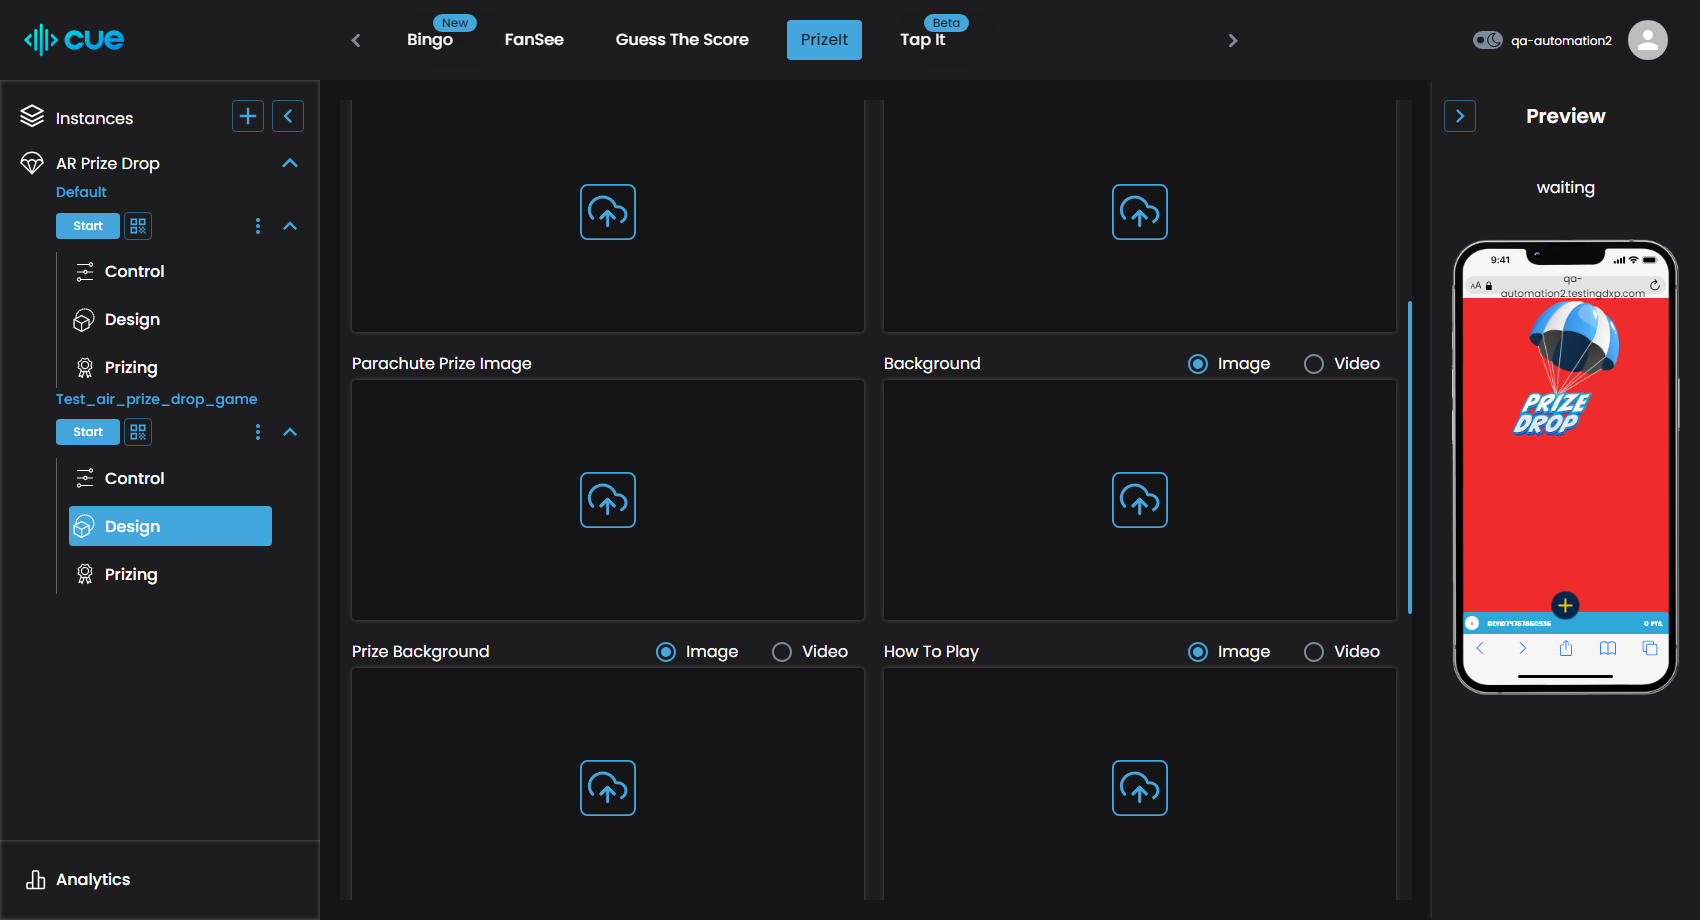 cue
Bingo
New
FanSee
Guess The Score
PrizeIt
Tap It
Beta
qa-automation2
Instances
AR Prize Drop
Default
Start
Control
Design
Prizing
Test_air_prize_drop_game
Start
Control
Design
Prizing
Analytics
Parachute Prize Image
Background
Image
Video
Prize Background
Image
Video
How To Play
Image
Video
Preview
waiting
9:41
AA
qa-
automation2.testingdxp.com
PRIZE
DROP
0 PTS.